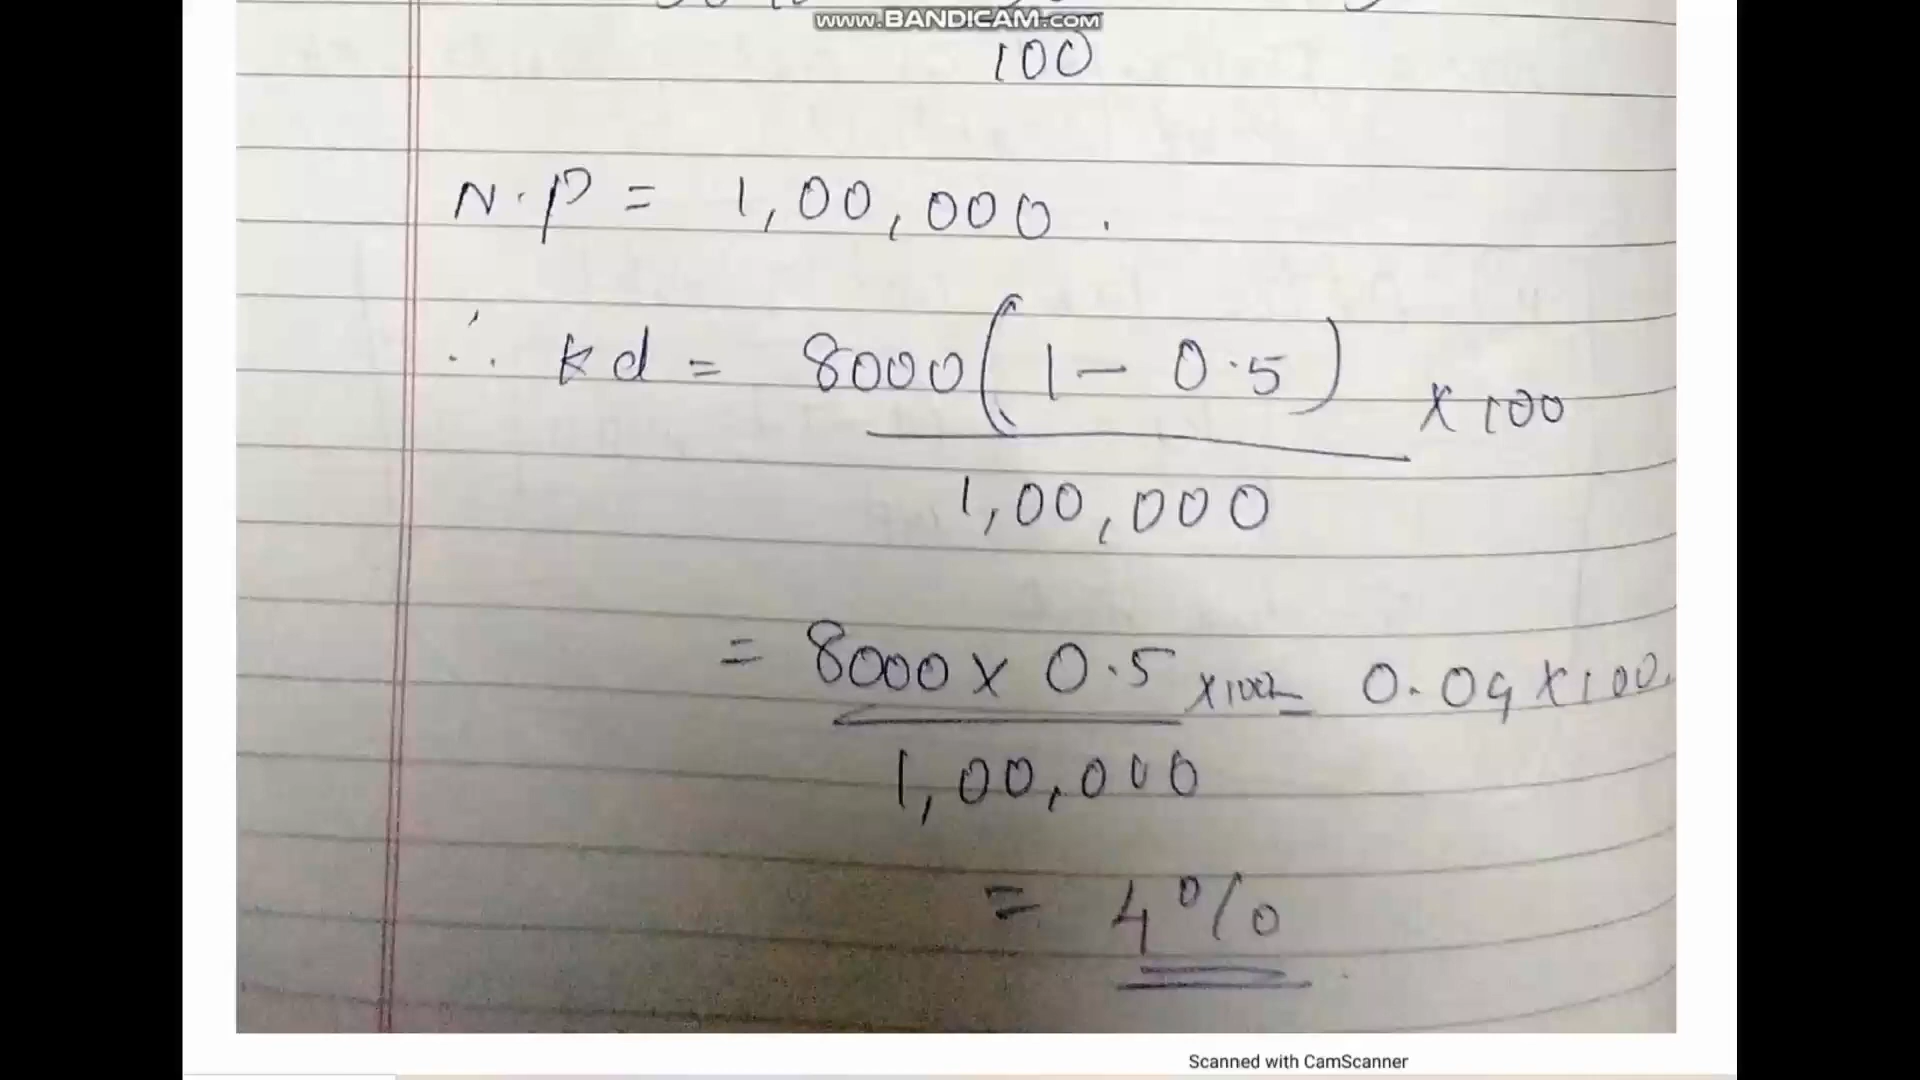 www.BANDICAM.com
100
N.P = 1,00,000.
∴ kd = 8000(1 - 0.5) x 100
1,00,000
= 8000 x 0.5 x100 = 0.04 x 100.
1,00,000
= 4%
Scanned with CamScanner